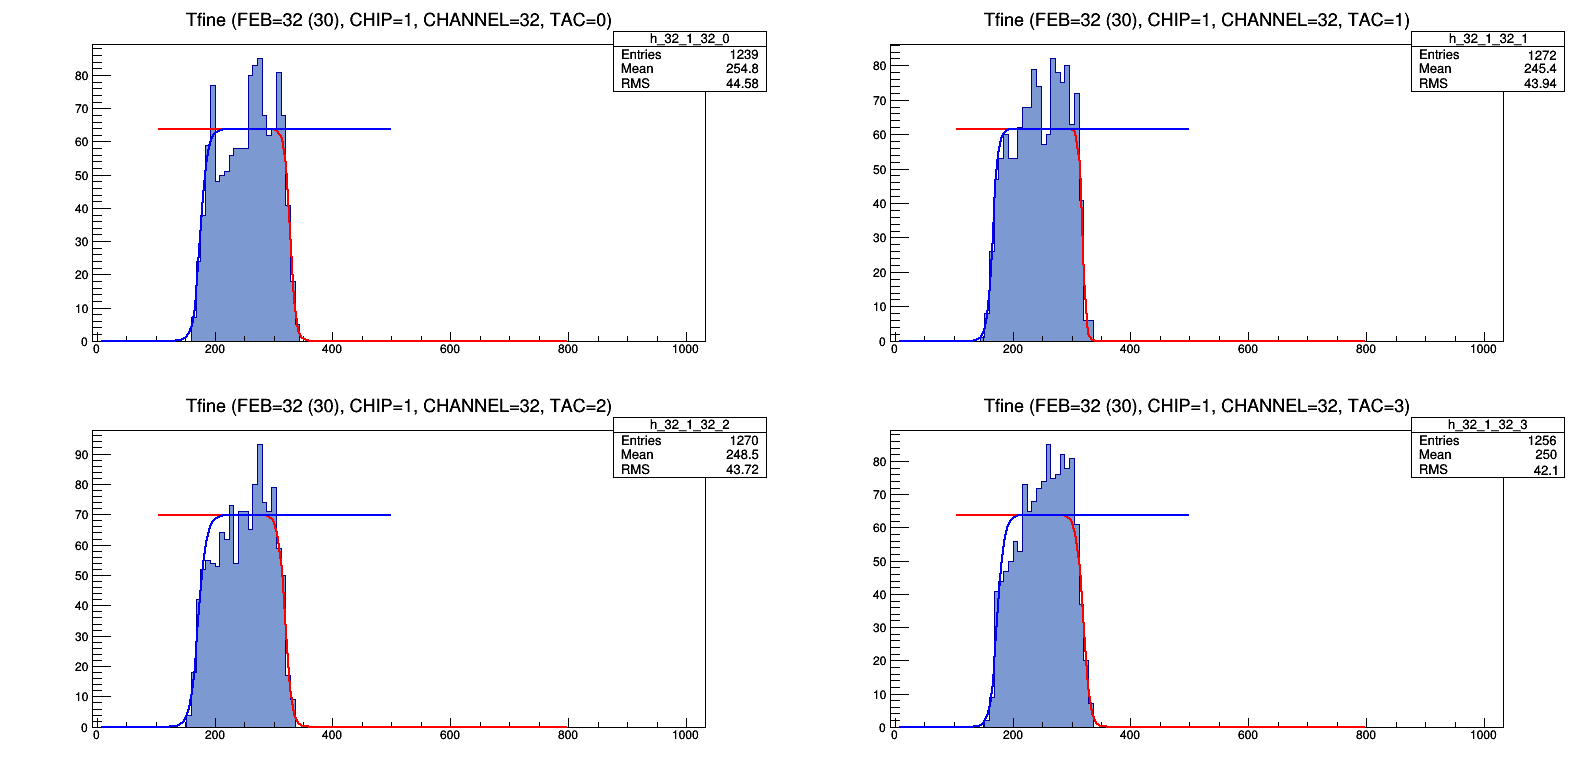 Tfine (FEB=32 (30), CHIP=1, CHANNEL=32, TAC=0)
h_32_1_32_0
Entries 1239
Mean 254.8
RMS 44.58
80
70
60
50
40
30
20
10
0
0 200 400 600 800 1000
Tfine (FEB=32 (30), CHIP=1, CHANNEL=32, TAC=1)
h_32_1_32_1
Entries 1272
Mean 245.4
RMS 43.94
80
70
60
50
40
30
20
10
0
0 200 400 600 800 1000
Tfine (FEB=32 (30), CHIP=1, CHANNEL=32, TAC=2)
h_32_1_32_2
Entries 1270
Mean 248.5
RMS 43.72
90
80
70
60
50
40
30
20
10
0
0 200 400 600 800 1000
Tfine (FEB=32 (30), CHIP=1, CHANNEL=32, TAC=3)
h_32_1_32_3
Entries 1256
Mean 250
RMS 42.1
80
70
60
50
40
30
20
10
0
0 200 400 600 800 1000